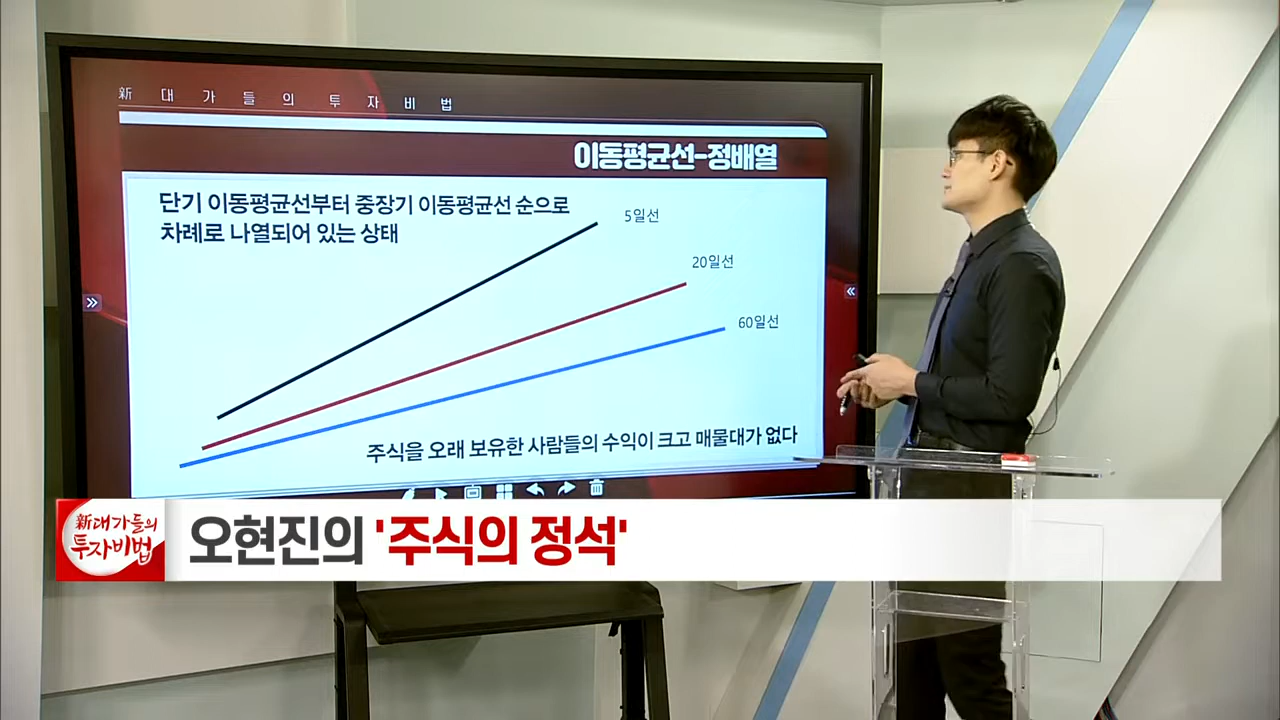 新 대 가 들 의 투 자 비 법
이동평균선-정배열
단기 이동평균선부터 중장기 이동평균선 순으로
차례로 나열되어 있는 상태
5일선
20일선
60일선
주식을 오래 보유한 사람들의 수익이 크고 매물대가 없다
新대가들의
투자비법
오현진의 '주식의 정석'